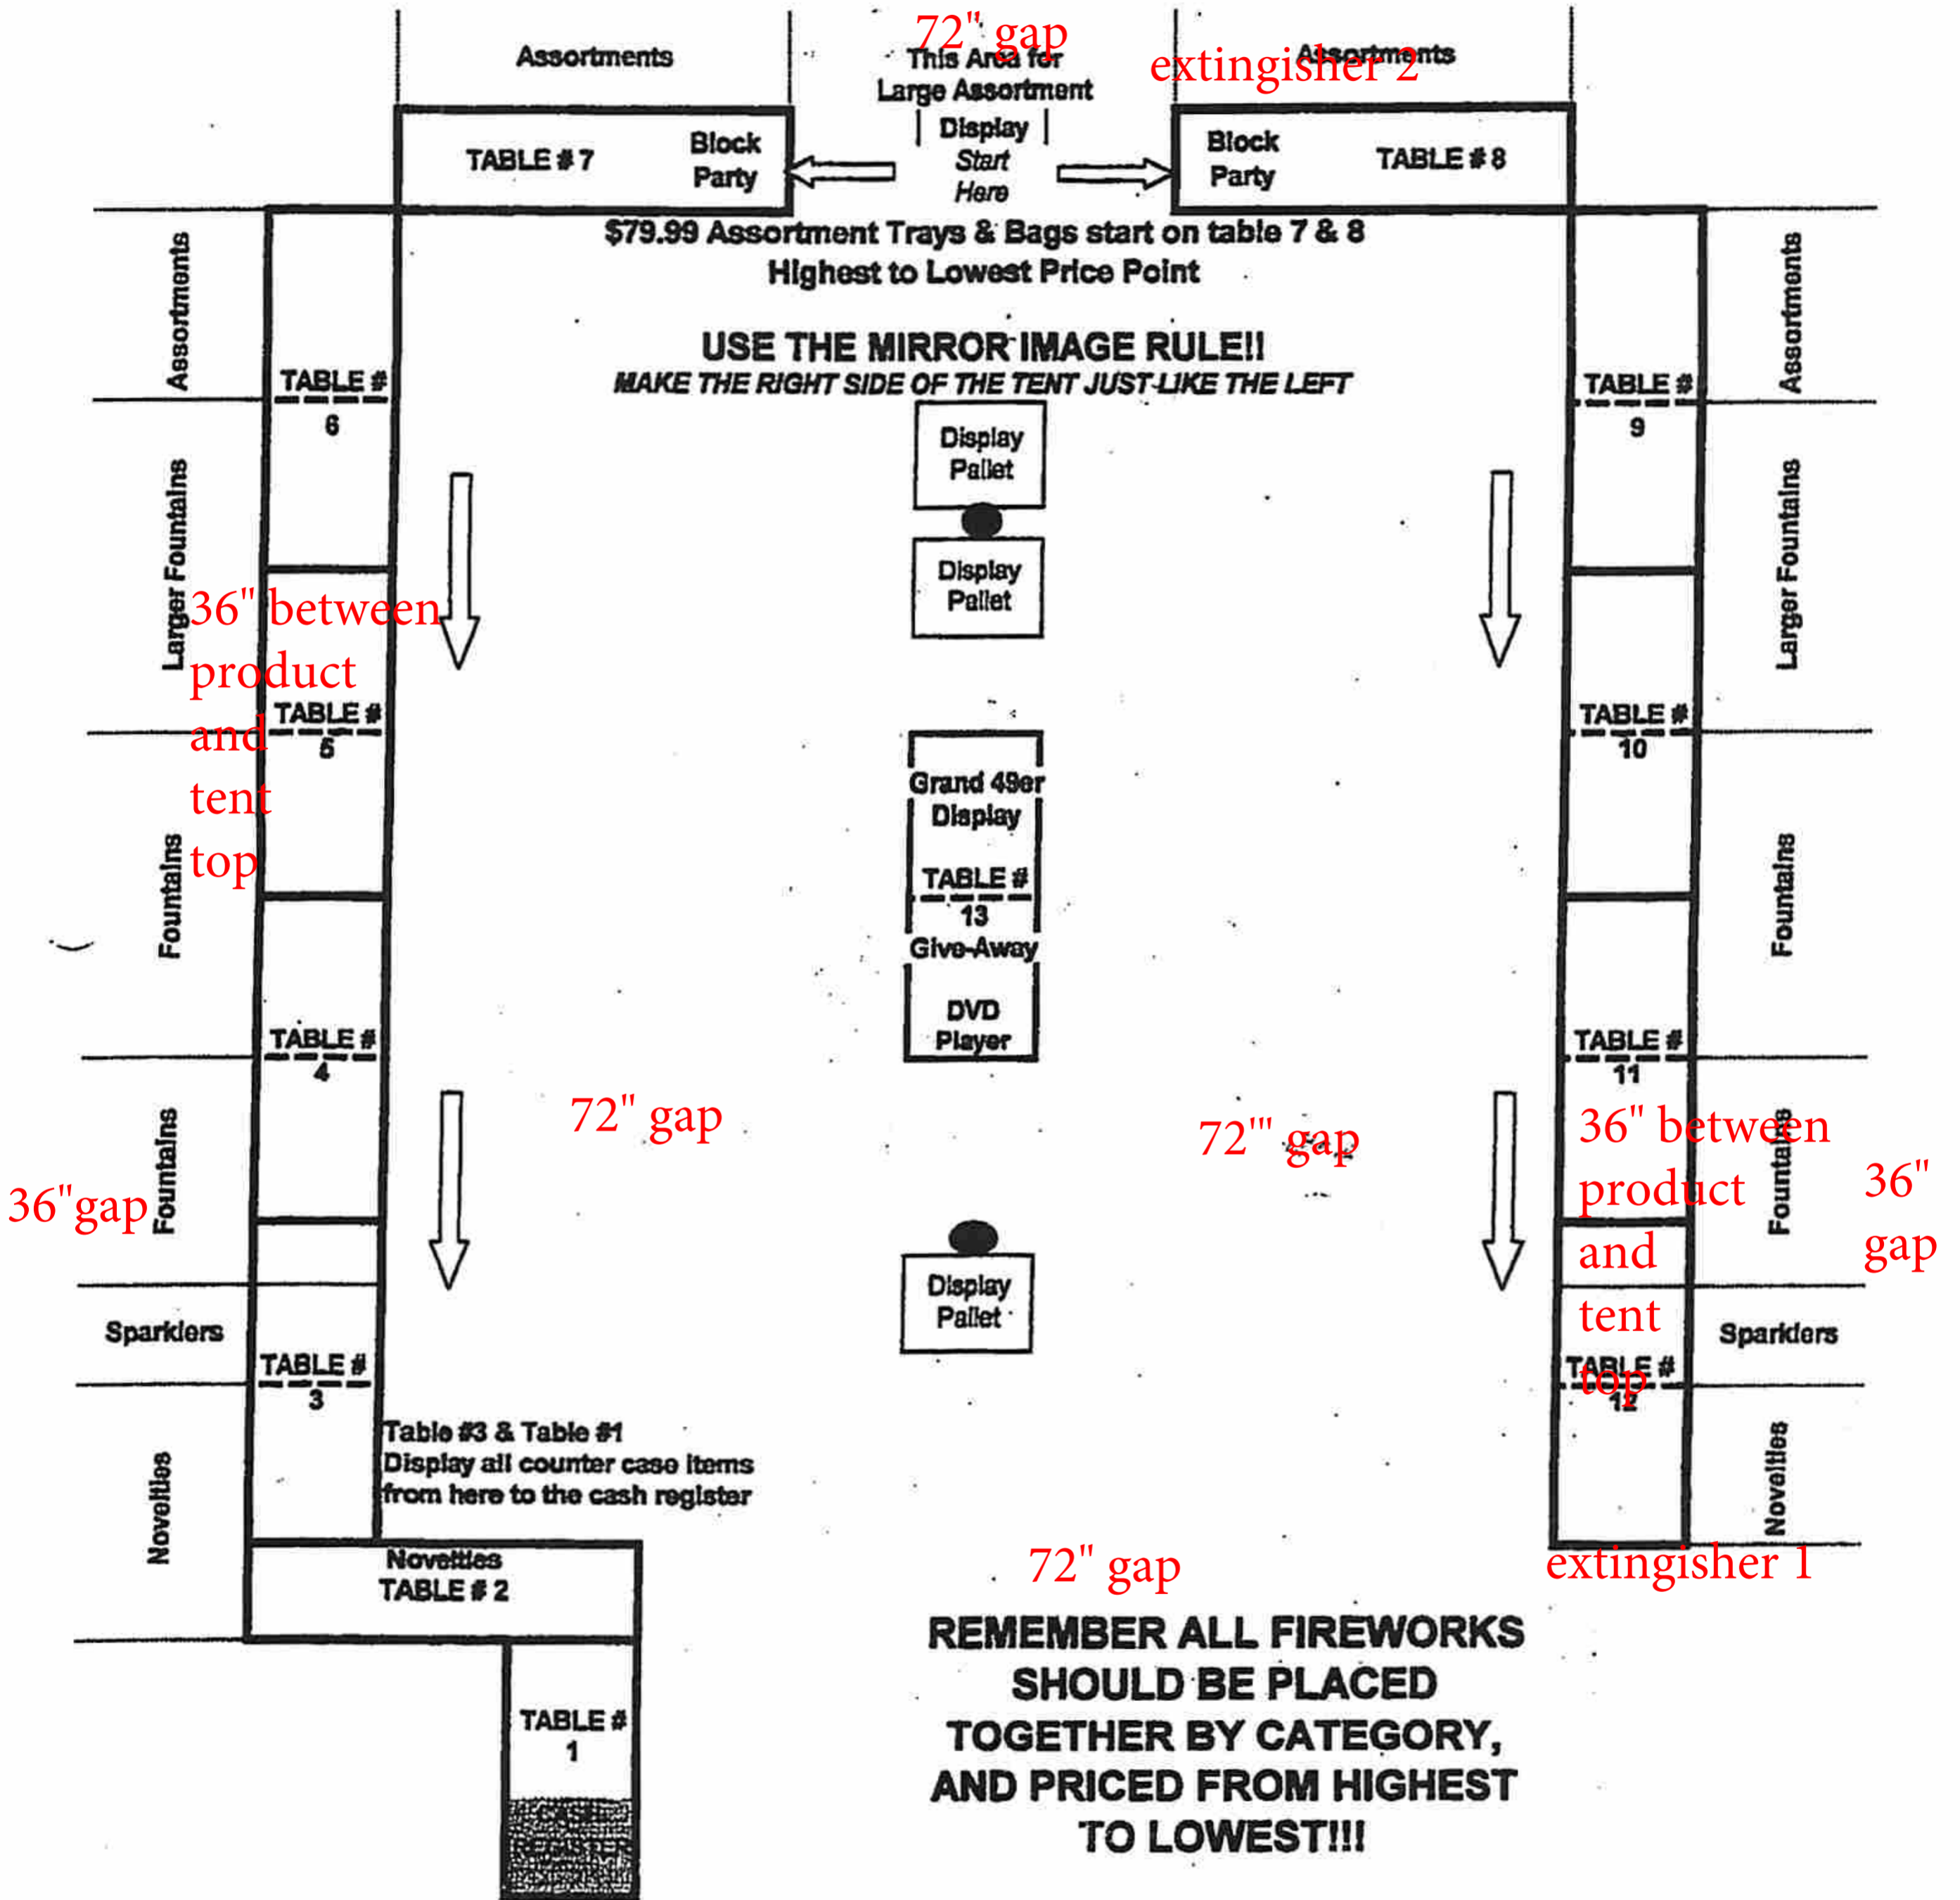 72" gap
Assortments
This Area for
extingisher 2
Assortments
Large Assortment
Display
TABLE # 7
Block
Party
Start
Here
Block
Party
TABLE # 8
$79.99 Assortment Trays & Bags start on table 7 & 8
Highest to Lowest Price Point
USE THE MIRROR IMAGE RULE!!
MAKE THE RIGHT SIDE OF THE TENT JUST LIKE THE LEFT
Assortments
TABLE #
6
Assortments
TABLE #
9
Display
Pallet
Display
Pallet
Larger Fountains
Larger Fountains
36" between
product
and
tent
top
TABLE #
5
TABLE #
10
Grand 49er
Display
TABLE #
13
Give-Away
DVD
Player
Fountains
Fountains
TABLE #
4
TABLE #
11
72" gap
72"' gap
36" between
product
and
tent
top
36"gap
Fountains
Fountains
36"
gap
Display
Pallet
Sparklers
Sparklers
TABLE #
3
TABLE #
12
Table #3 & Table #1
Display all counter case items
from here to the cash register
Novelties
Novelties
Novelties
TABLE # 2
72" gap
extingisher 1
REMEMBER ALL FIREWORKS
SHOULD BE PLACED
TOGETHER BY CATEGORY,
AND PRICED FROM HIGHEST
TO LOWEST!!!
TABLE #
1
CASH
REGISTER